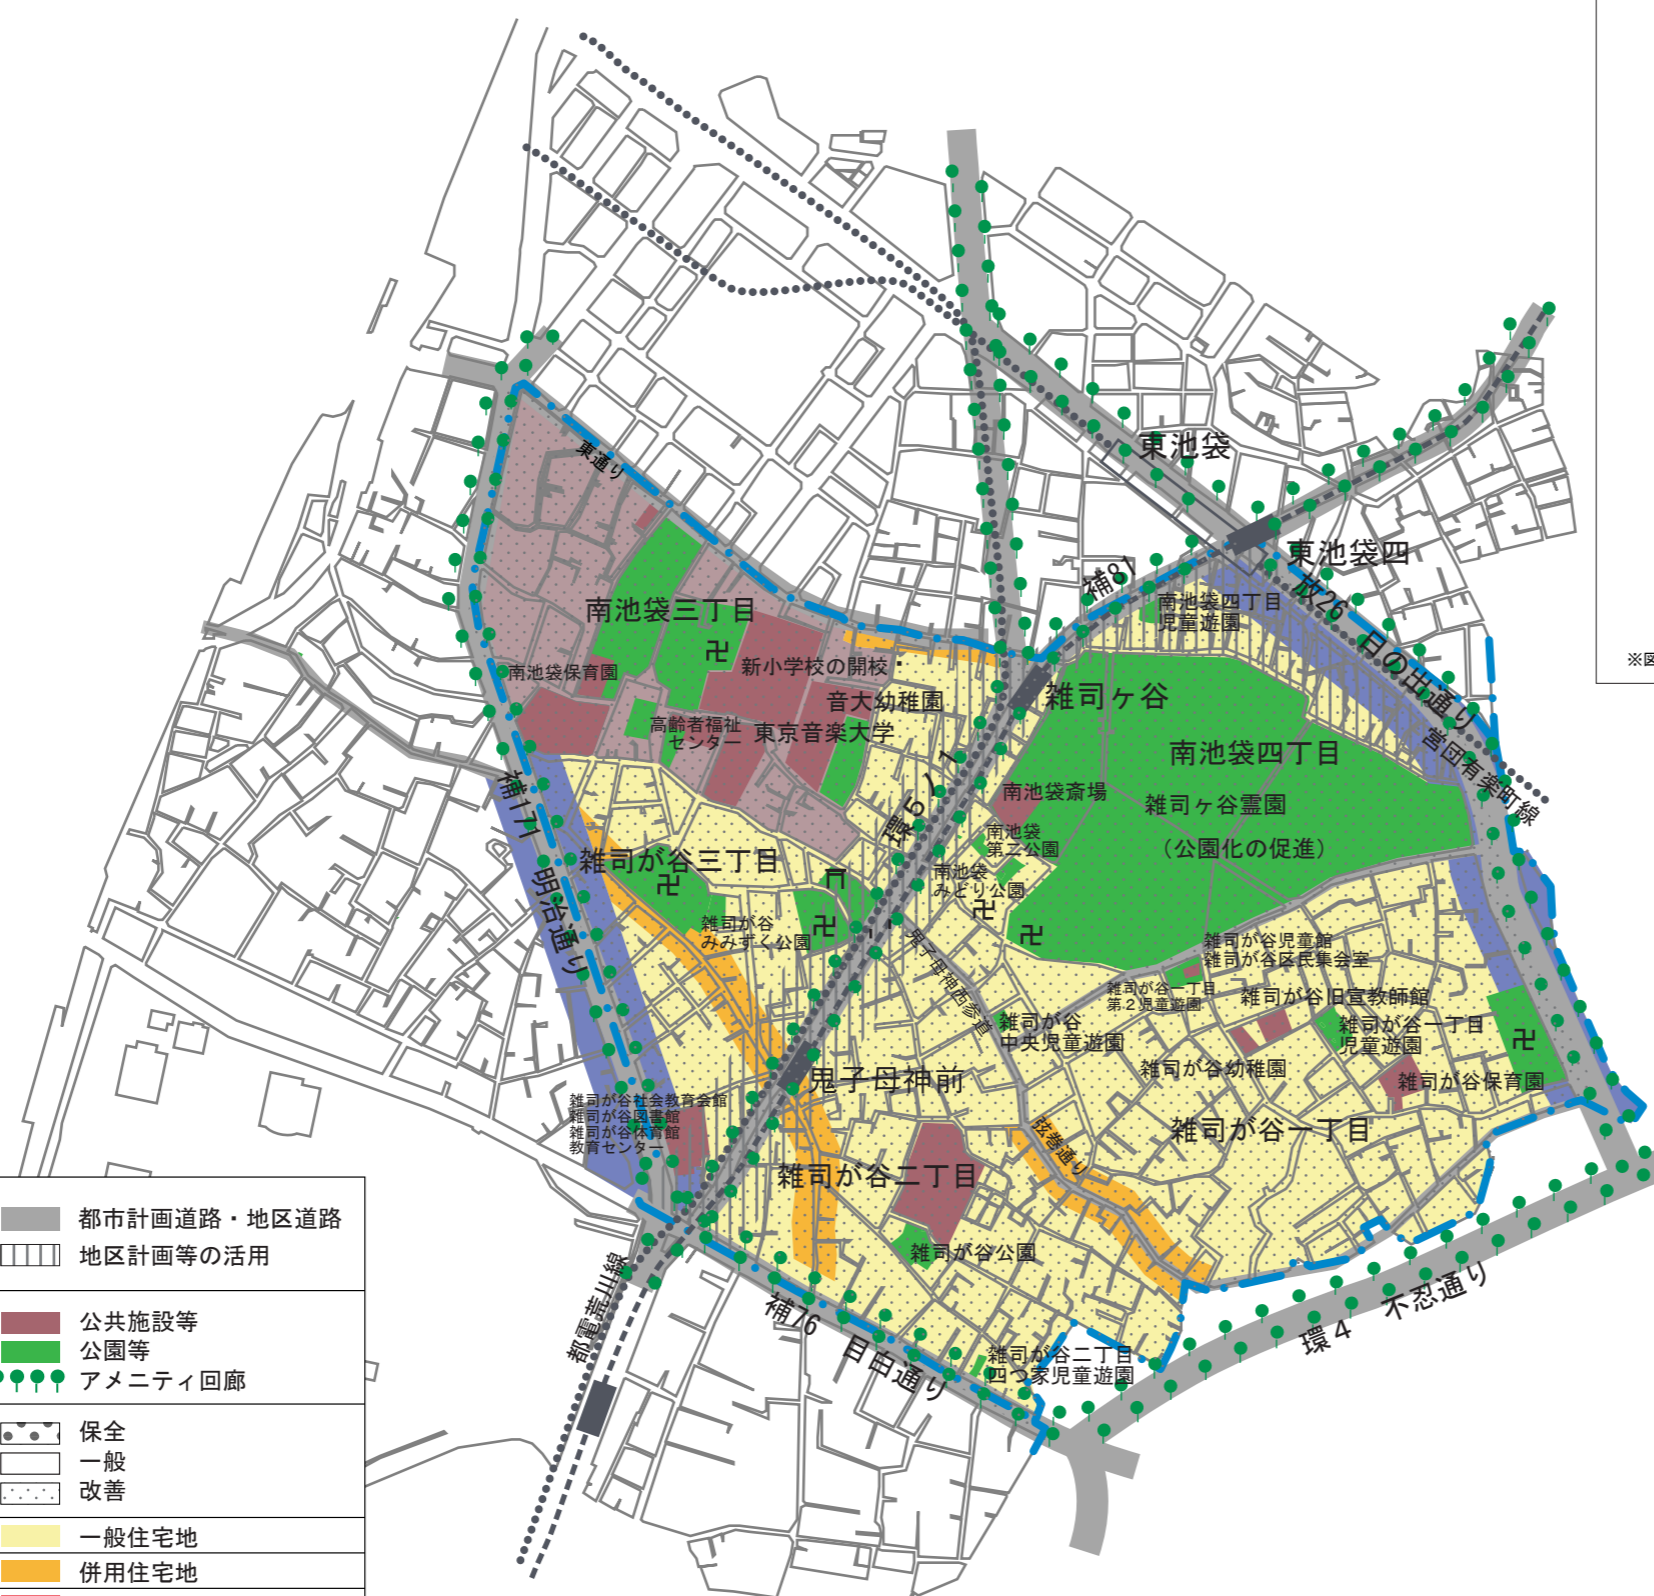 東池袋
東通り
東池袋四
補81
放26
日の出通り
南池袋四丁目
児童遊園
南池袋三丁目
新小学校の開校・
南池袋保育園
音大幼稚園
雑司ヶ谷
高齢者福祉
センター
東京音楽大学
南池袋四丁目
営団有楽町線
南池袋斎場
雑司ヶ谷霊園
(公園化の促進)
環5ノ1
補171
明治通り
南池袋
第二公園
雑司が谷三丁目
南池袋
みどり公園
雑司が谷
みみずく公園
鬼子母神西参道
雑司が谷児童館
雑司が谷区民集会室
雑司が谷一丁目
第2児童遊園
雑司が谷旧宣教師館
雑司が谷
中央児童遊園
雑司が谷一丁目
児童遊園
雑司が谷幼稚園
雑司が谷保育園
鬼子母神前
雑司が谷社会教育会館
雑司が谷図書館
雑司が谷体育館
教育センター
弦巻通り
雑司が谷一丁目
雑司が谷二丁目
雑司が谷公園
都電荒川線
補76
目白通り
環4
不忍通り
雑司が谷二丁目
四つ家児童遊園
※図
都市計画道路・地区道路
地区計画等の活用
公共施設等
公園等
アメニティ回廊
保全
一般
改善
一般住宅地
併用住宅地